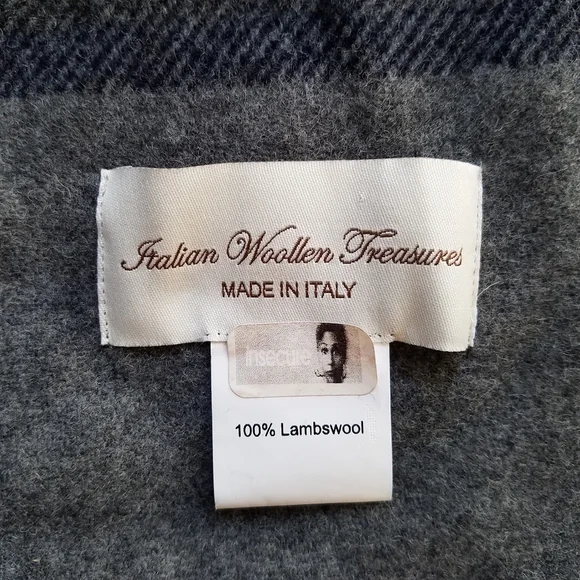 Italian Woollen Treasures
MADE IN ITALY
insecure
100% Lambswool